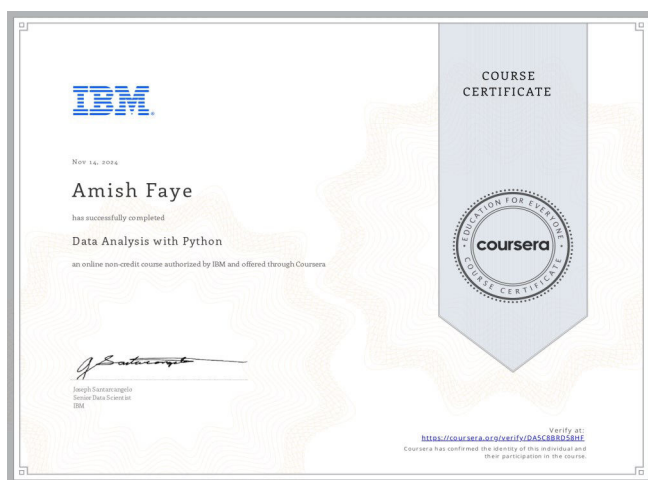 IBM
COURSE
CERTIFICATE
Nov 14, 2024
Amish Faye
has successfully completed
Data Analysis with Python
an online non-credit course authorized by IBM and offered through Coursera
EDUCATION FOR EVERYONE
coursera
COURSE CERTIFICATE
Joseph Santarcangelo
Senior Data Scientist
IBM
Verify at:
https://coursera.org/verify/DA5C8BRD58HF
Coursera has confirmed the identity of this individual and
their participation in the course.